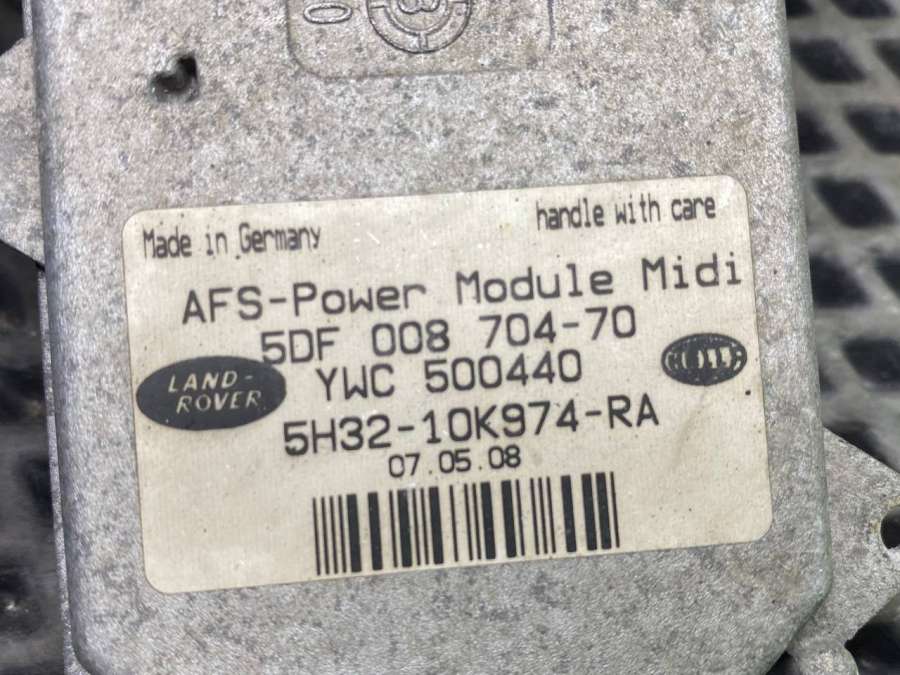 Made in Germany
handle with care
AFS-Power Module Midi
5DF 008 704-70
LAND-
ROVER
YWC 500440
HELLA
5H32-10K974-RA
07.05.08